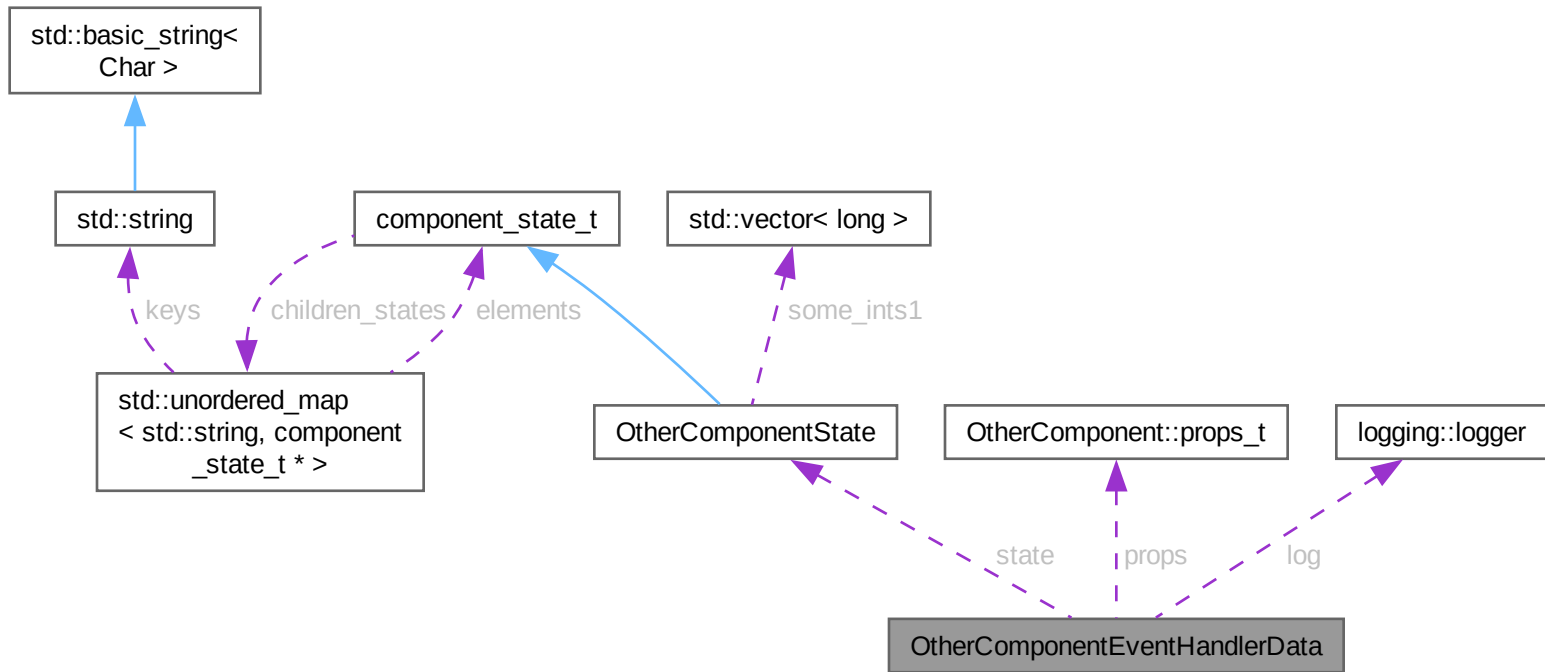 std::basic_string<
Char >
std::string
component_state_t
std::vector< long >
keys
children_states
elements
some_ints1
std::unordered_map
< std::string, component
_state_t * >
OtherComponentState
OtherComponent::props_t
logging::logger
state
props
log
OtherComponentEventHandlerData